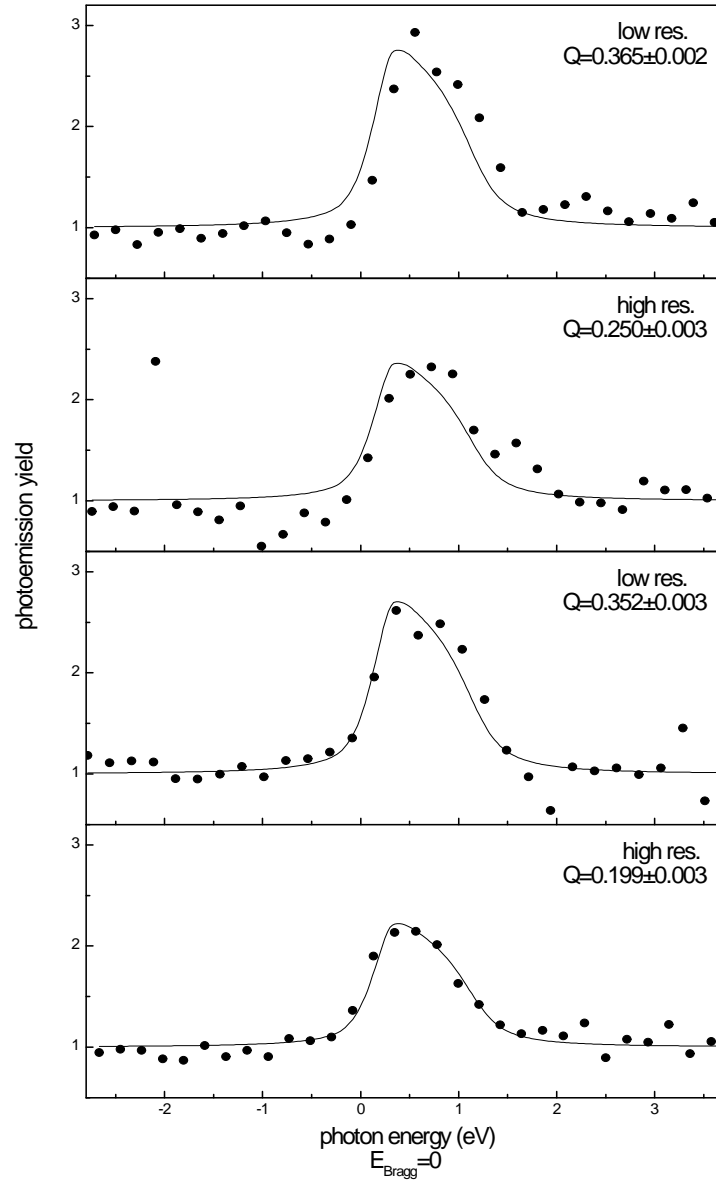 3
low res.
Q=0.365±0.002
2
1
3
high res.
Q=0.250±0.003
2
1
photoemission yield
3
low res.
Q=0.352±0.003
2
1
3
high res.
Q=0.199±0.003
2
1
-2 -1 0 1 2 3
photon energy (eV)
E_Bragg=0